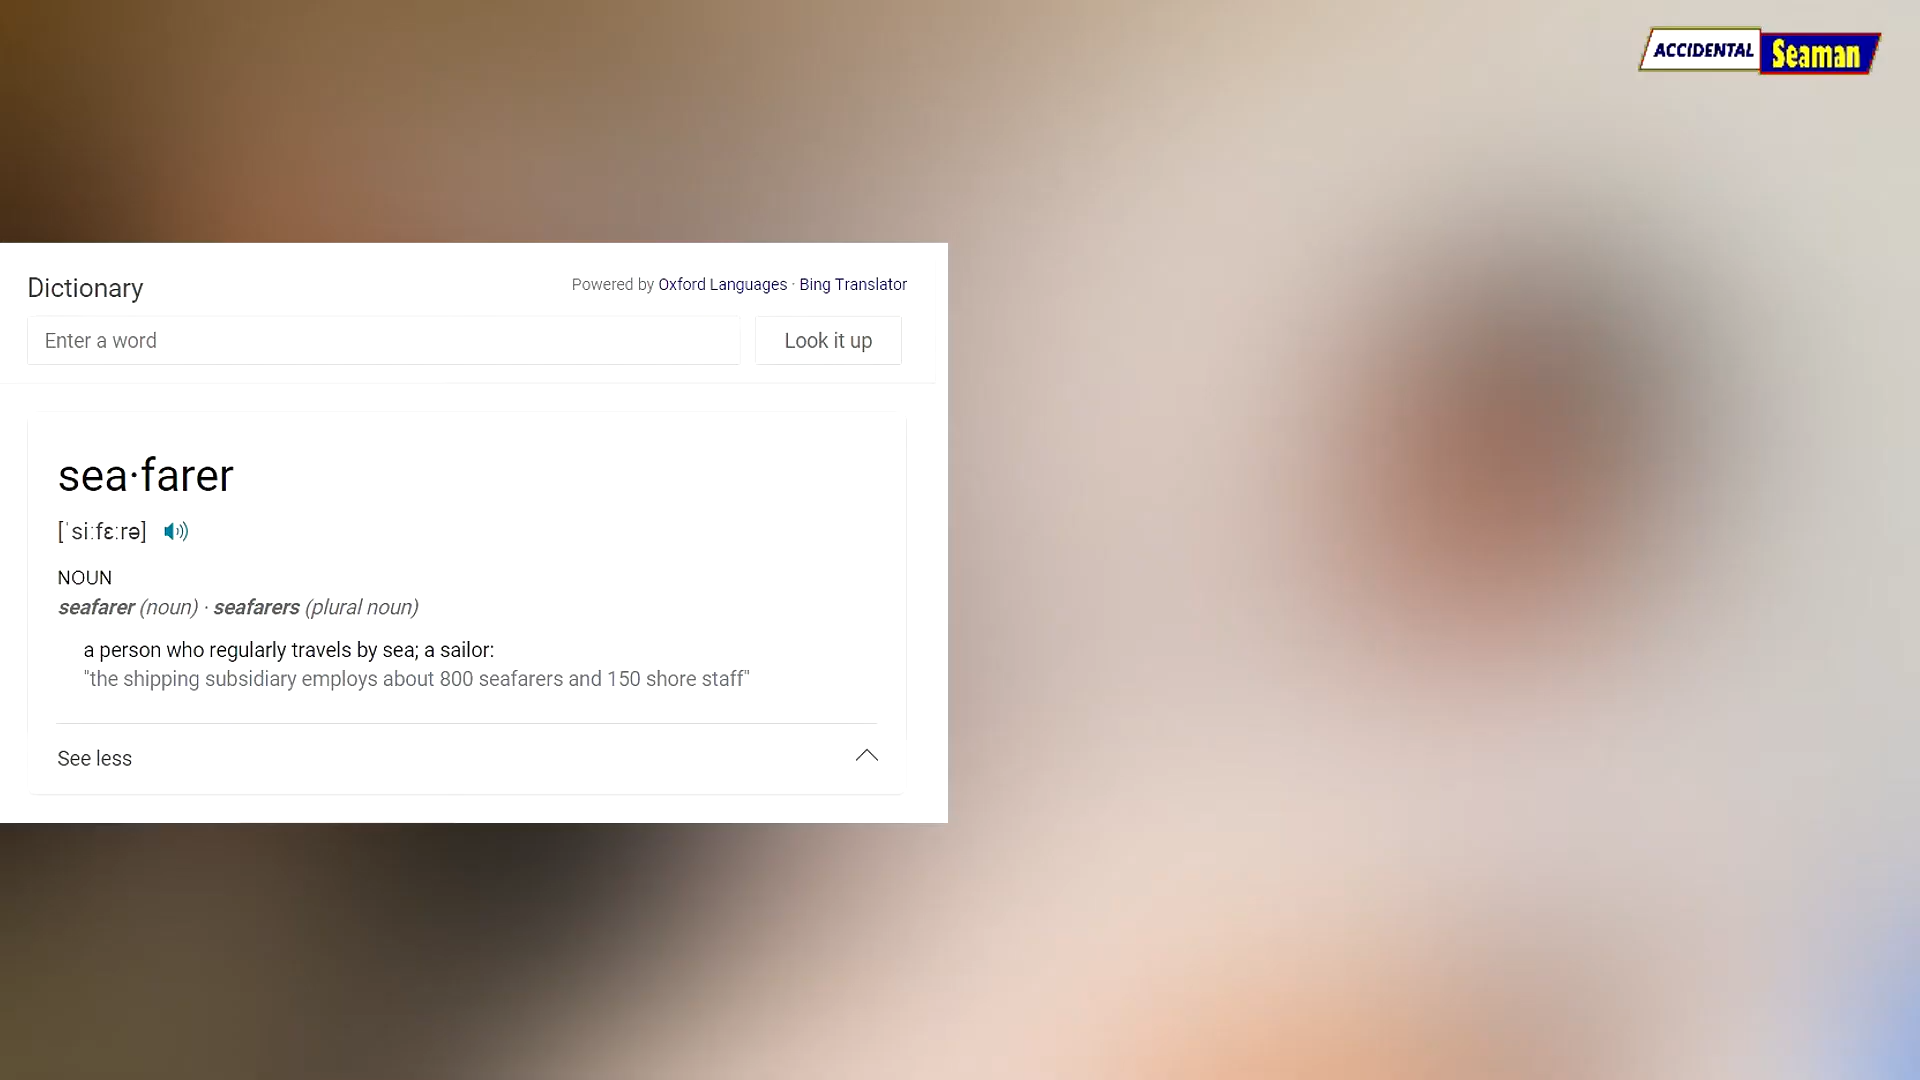 ACCIDENTAL Seaman
Dictionary
Powered by Oxford Languages · Bing Translator
Enter a word
Look it up
sea·farer
[ˈsiːfɛːrə]
NOUN
seafarer (noun) · seafarers (plural noun)
a person who regularly travels by sea; a sailor:
"the shipping subsidiary employs about 800 seafarers and 150 shore staff"
See less